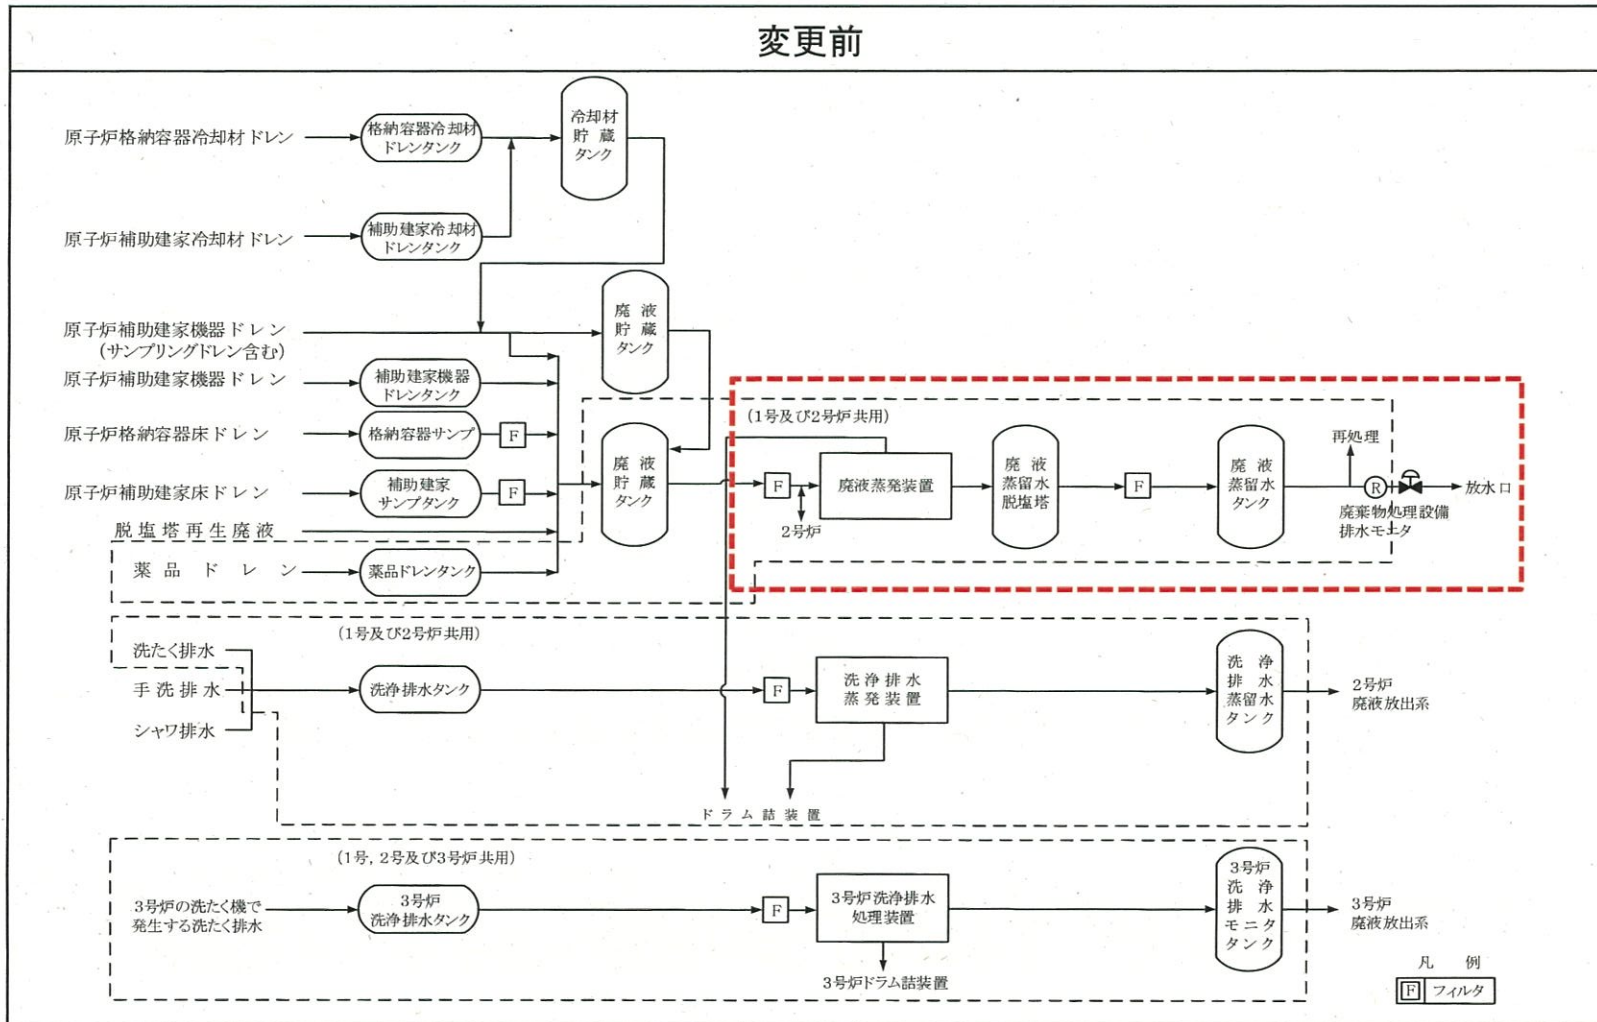 変更前
原子炉格納容器冷却材ドレン
格納容器冷却材
ドレンタンク
冷却材
貯蔵
タンク
原子炉補助建家冷却材ドレン
補助建家冷却材
ドレンタンク
原子炉補助建家機器ドレン
(サンプリングドレン含む)
廃液
貯蔵
タンク
原子炉補助建家機器ドレン
補助建家機器
ドレンタンク
原子炉格納容器床ドレン
格納容器サンプ
F
原子炉補助建家床ドレン
補助建家
サンプタンク
F
脱塩塔再生廃液
薬品ドレン
薬品ドレンタンク
廃液
貯蔵
タンク
(1号及び2号炉共用)
F
2号炉
廃液蒸発装置
廃液
蒸留水
脱塩塔
F
廃液
蒸留水
タンク
再処理
R
放水口
廃棄物処理設備
排水モニタ
(1号及び2号炉共用)
洗たく排水
手洗排水
シャワ排水
洗浄排水タンク
F
洗浄排水
蒸発装置
洗浄
排水
蒸留水
タンク
2号炉
廃液放出系
ドラム詰装置
(1号,2号及び3号炉共用)
3号炉の洗たく機で
発生する洗たく排水
3号炉
洗浄排水タンク
F
3号炉洗浄排水
処理装置
3号炉ドラム詰装置
3号炉
洗浄
排水
モニタ
タンク
3号炉
廃液放出系
凡例
F フィルタ